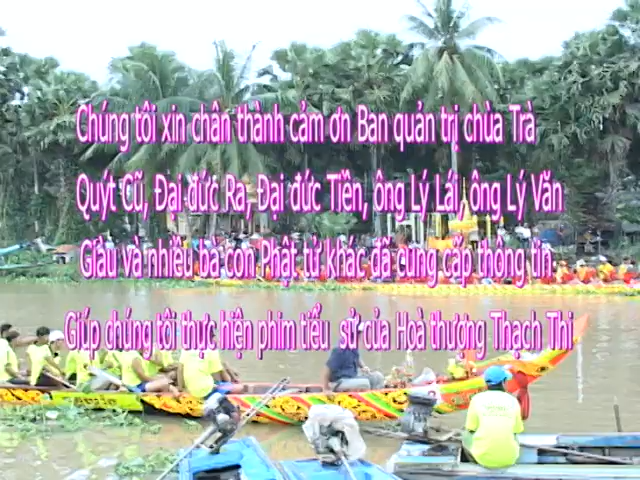 Chúng tôi xin chân thành cảm ơn Ban quản trị chùa Trà
Quýt Cũ, Đại đức Ra, Đại đức Tiền, ông Lý Lái, ông Lý Văn
Giàu và nhiều bà con Phật tử khác đã cung cấp thông tin.
Giúp chúng tôi thực hiện phim tiểu sử của Hoà thượng Thạch Thi